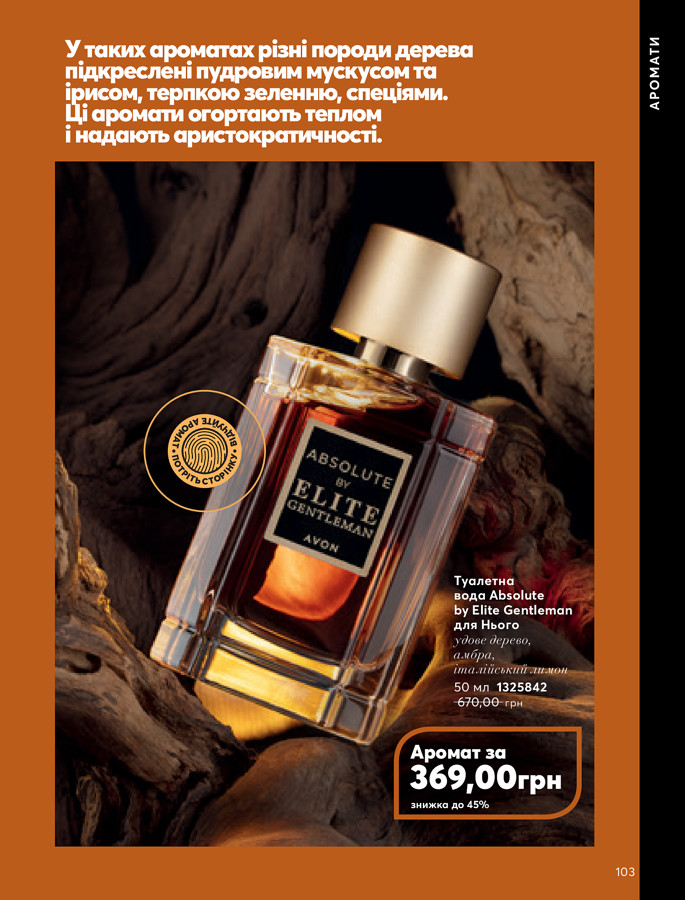 У таких ароматах різні породи дерева
підкреслені пудровим мускусом та
ірисом, терпкою зеленню, спеціями.
Ці аромати огортають теплом
і надають аристократичності.
АРОМАТИ
ВІДЧУЙТЕ АРОМАТ • ПОТРІТЬ СТОРІНКУ •
ABSOLUTE
BY
ELITE
GENTLEMAN
AVON
Туалетна
вода Absolute
by Elite Gentleman
для Нього
удове дерево,
амбра,
італійський лимон
50 мл 1325842
670,00 грн
Аромат за
369,00грн
знижка до 45%
103